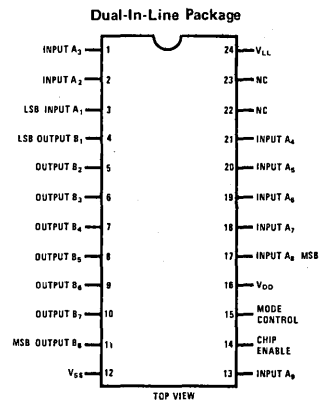 Dual-In-Line Package
INPUT A3 1 24 VLL
INPUT A2 2 23 NC
LSB INPUT A1 3 22 NC
LSB OUTPUT B1 4 21 INPUT A4
OUTPUT B2 5 20 INPUT A5
OUTPUT B3 6 19 INPUT A6
OUTPUT B4 7 18 INPUT A7
OUTPUT B5 8 17 INPUT A8 MSB
OUTPUT B6 9 16 VDD
OUTPUT B7 10 15 MODE CONTROL
MSB OUTPUT B8 11 14 CHIP ENABLE
VSS 12 13 INPUT A9
TOP VIEW